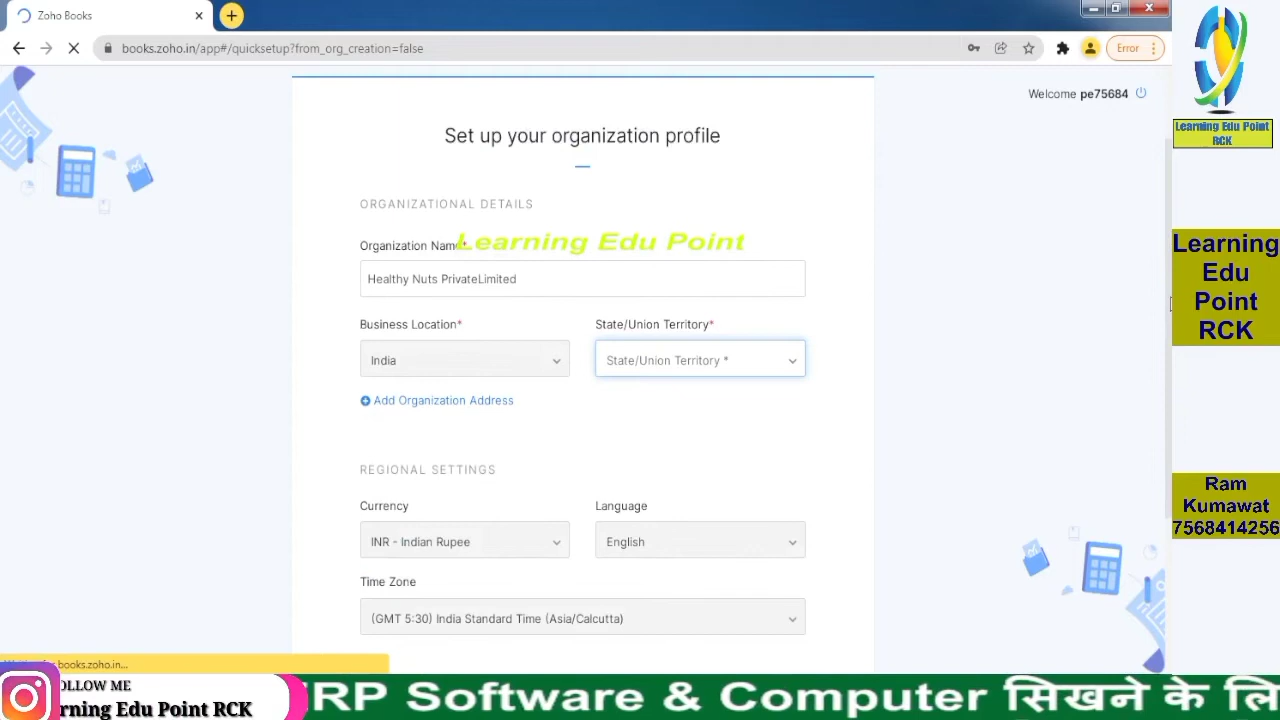 Zoho Books
books.zoho.in/app#/quicksetup?from_org_creation=false
Error
Welcome pe75684
Set up your organization profile
ORGANIZATIONAL DETAILS
Organization Name*
Learning Edu Point
Healthy Nuts PrivateLimited
Business Location*
State/Union Territory*
India
State/Union Territory *
Add Organization Address
REGIONAL SETTINGS
Currency
Language
INR - Indian Rupee
English
Time Zone
(GMT 5:30) India Standard Time (Asia/Calcutta)
for books.zoho.in...
Learning Edu Point
RCK
Learning
Edu
Point
RCK
Ram
Kumawat
7568414256
OLLOW ME
rning Edu Point RCK
RP Software & Computer सिखने के लि